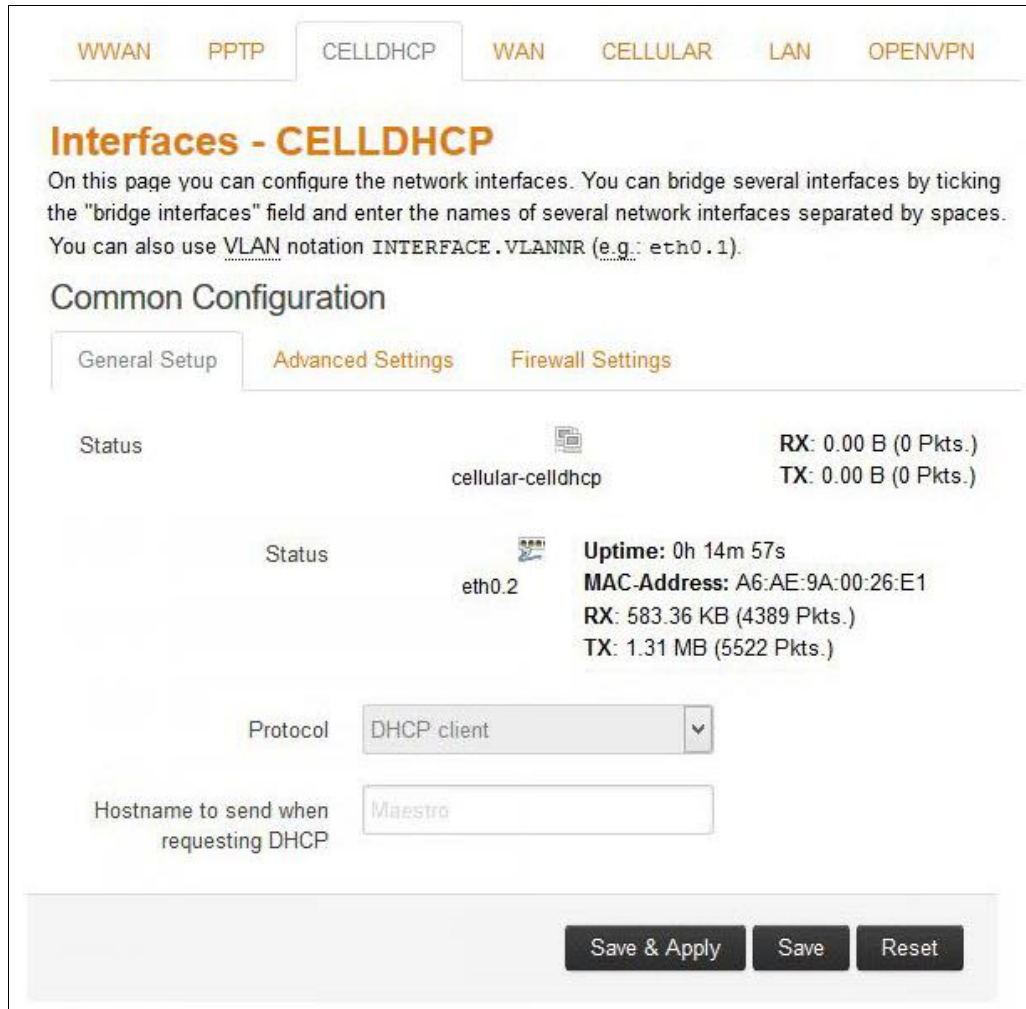 WWAN PPTP CELLDHCP WAN CELLULAR LAN OPENVPN
Interfaces - CELLDHCP
On this page you can configure the network interfaces. You can bridge several interfaces by ticking
the "bridge interfaces" field and enter the names of several network interfaces separated by spaces.
You can also use VLAN notation INTERFACE.VLANNR (e.g.: eth0.1).
Common Configuration
General Setup Advanced Settings Firewall Settings
Status
cellular-celldhcp
RX: 0.00 B (0 Pkts.)
TX: 0.00 B (0 Pkts.)
Status
eth0.2
Uptime: 0h 14m 57s
MAC-Address: A6:AE:9A:00:26:E1
RX: 583.36 KB (4389 Pkts.)
TX: 1.31 MB (5522 Pkts.)
Protocol DHCP client
Hostname to send when
requesting DHCP
Maestro
Save & Apply Save Reset